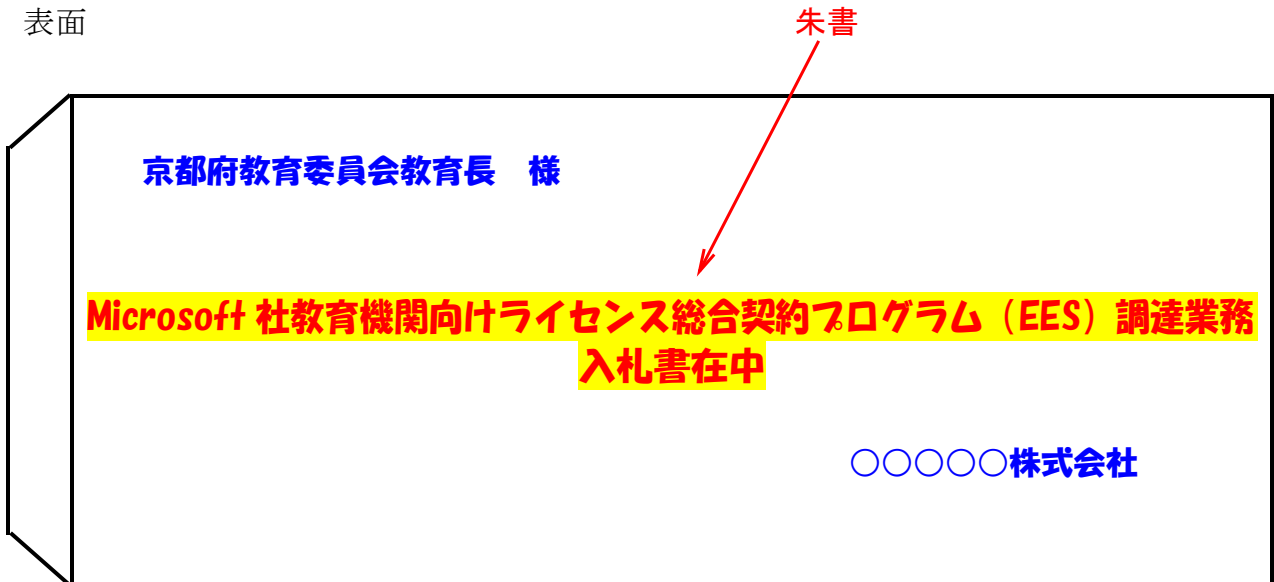 表面
朱書
京都府教育委員会教育長　様
Microsoft 社教育機関向けライセンス総合契約プログラム（EES）調達業務
入札書在中
○○○○○株式会社